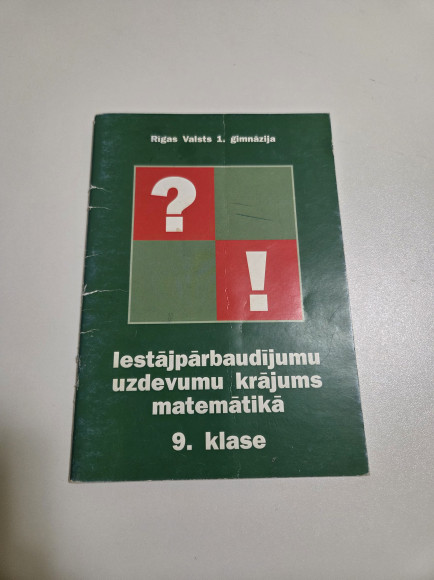 Rīgas Valsts 1. ģimnāzija
?
!
Iestājpārbaudījumu
uzdevumu krājums
matemātikā
9. klase